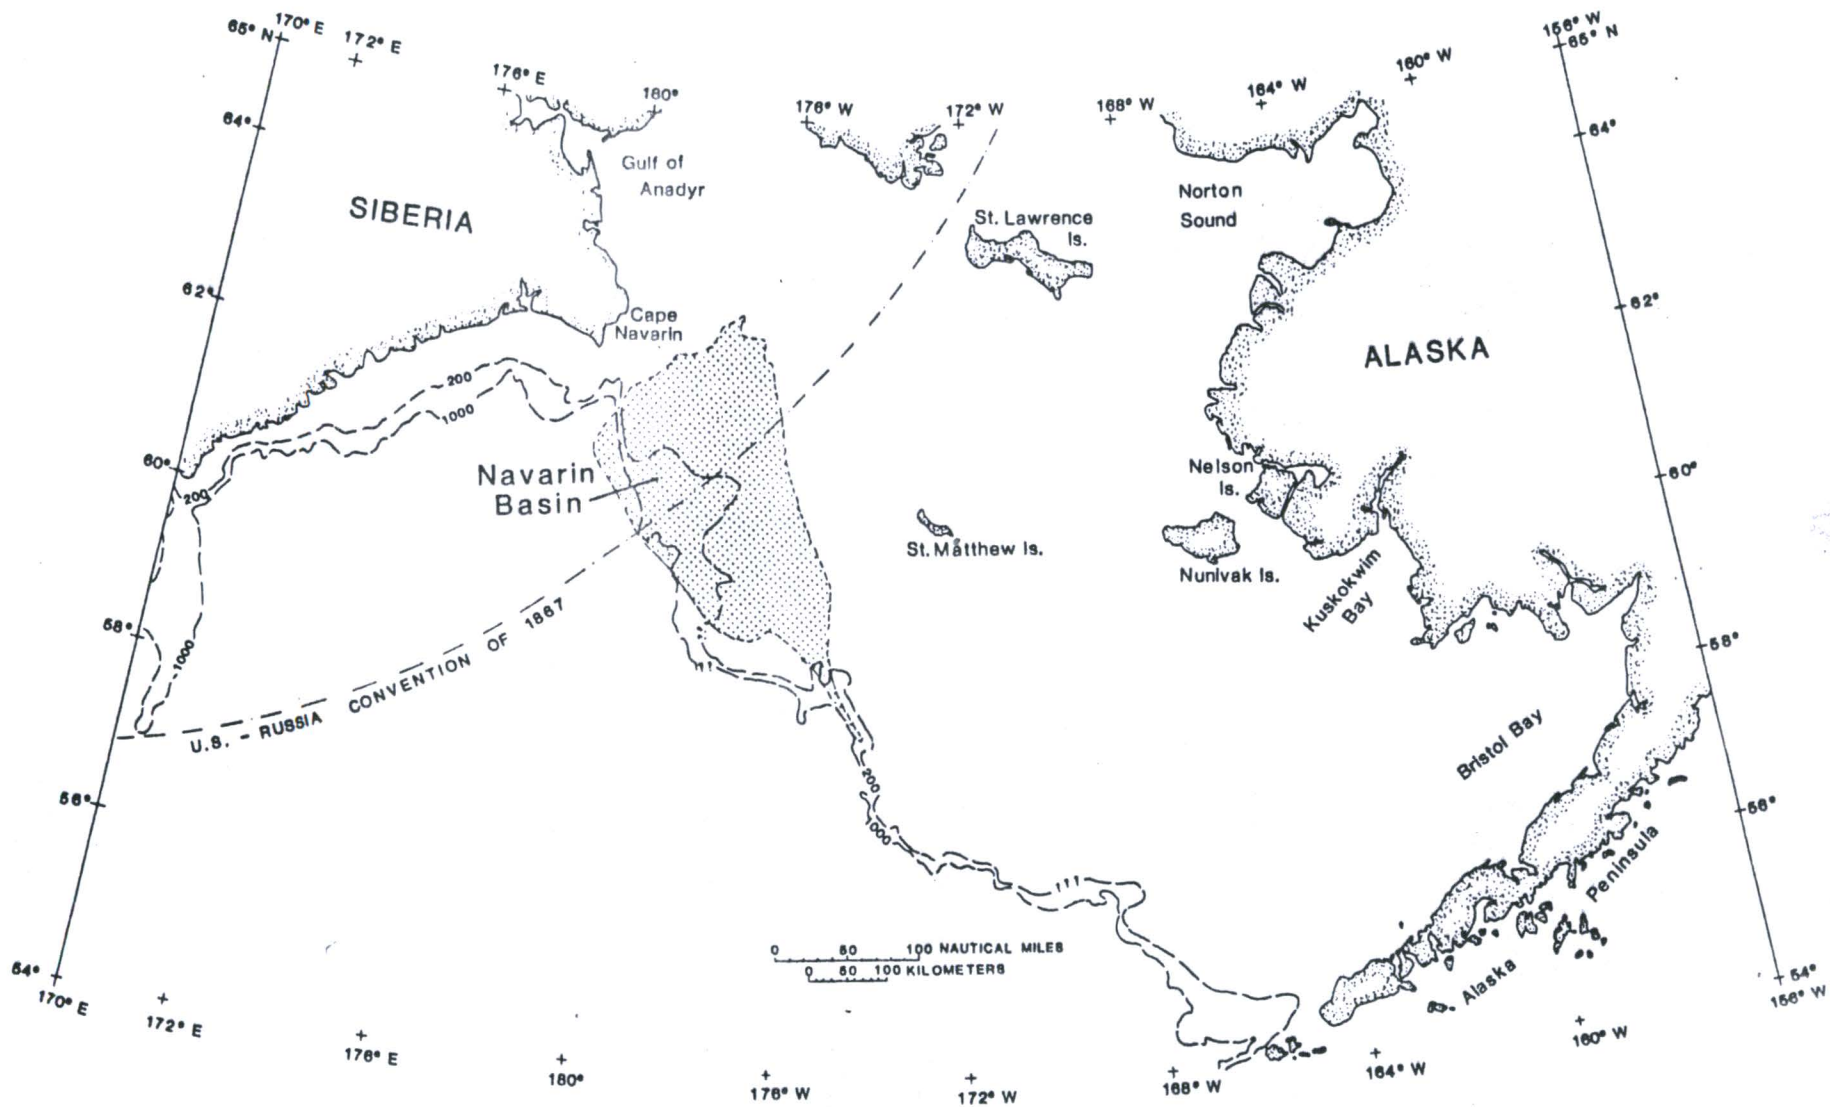 65° N
170° E
172° E
176° E
180°
176° W
172° W
168° W
164° W
160° W
156° W
65° N
64°
64°
Gulf of
Anadyr
SIBERIA
St. Lawrence
Is.
Norton
Sound
62°
62°
Cape
Navarin
ALASKA
200
1000
60°
60°
200
Navarin
Basin
Nelson
Is.
St. Matthew Is.
Nunivak Is.
Kuskokwim
Bay
58°
58°
1000
U.S. - RUSSIA CONVENTION OF 1867
Bristol Bay
56°
56°
200
1000
Alaska Peninsula
0 50 100 NAUTICAL MILES
0 50 100 KILOMETERS
54°
170° E
54°
156° W
172° E
176° E
180°
176° W
172° W
168° W
164° W
160° W